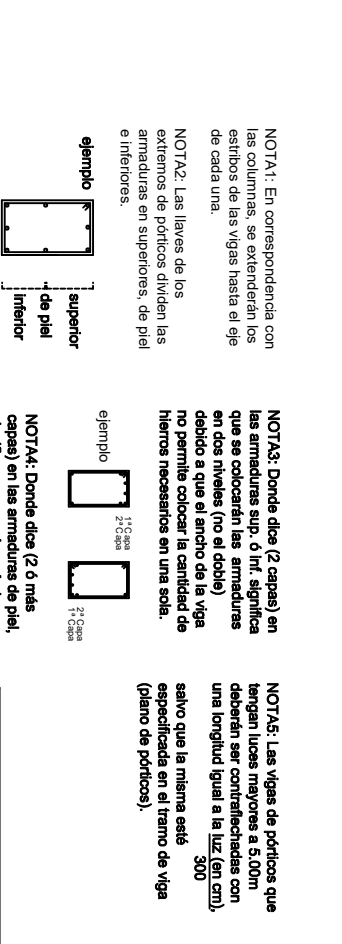 NOTA1: En correspondencia con
las columnas, se extenderán los
estribos de las vigas hasta el eje
de cada una.
NOTA2: Las llaves de los
extremos de pórticos dividen las
armaduras en superiores, de piel
e inferiores.
ejemplo
superior
de piel
inferior
NOTA3: Donde dice (2 capas) en
las armaduras sup. ó inf. significa
que se colocarán las armaduras
en dos niveles (no el doble)
debido a que el ancho de la viga
no permite colocar la cantidad de
hierros necesarios en una sola.
ejemplo
1ª Capa
2ª Capa
2ª Capa
1ª Capa
NOTA4: Donde dice (2 ó más
capas) en las armaduras de piel,
NOTA5: Las vigas de pórticos que
tengan luces mayores a 5.00m
deberán ser contraflechadas con
una longitud igual a la luz (en cm),
300
salvo que la misma esté
especificada en el tramo de viga
(plano de pórticos).